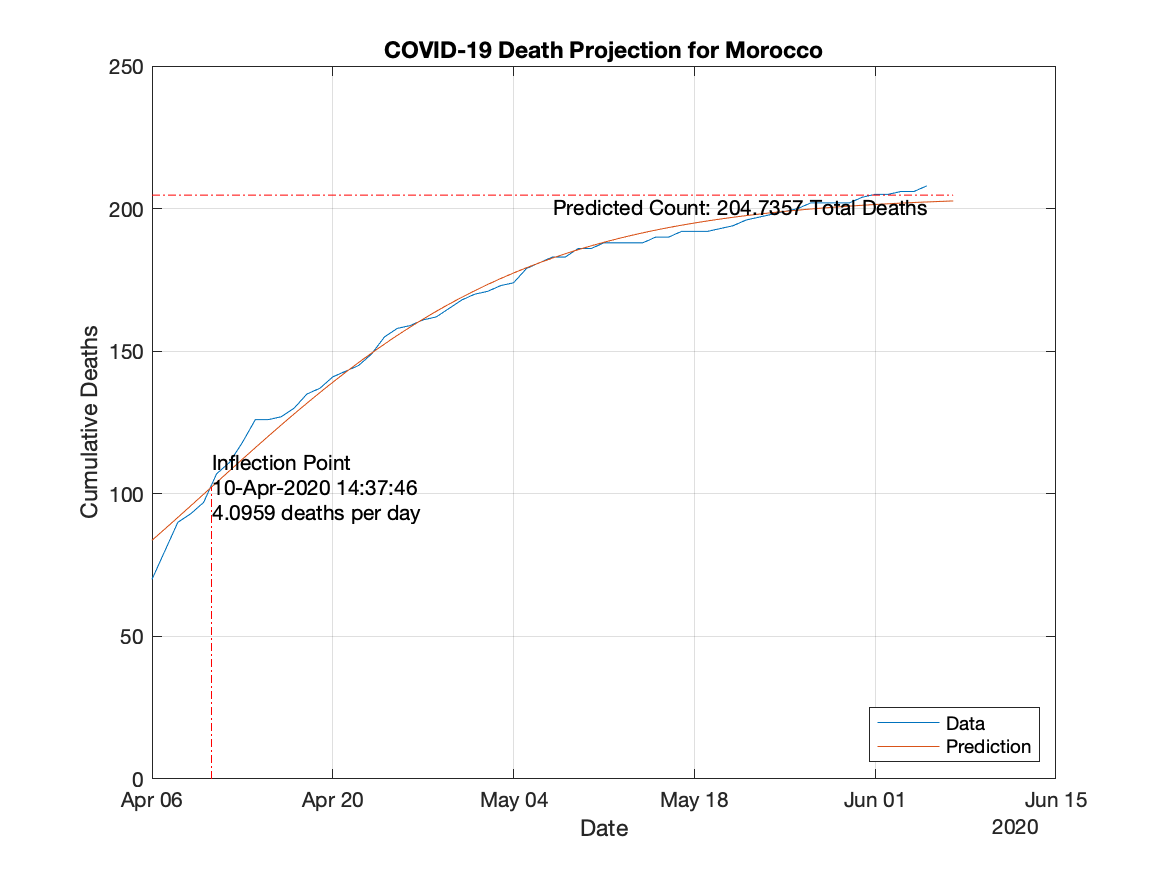 COVID-19 Death Projection for Morocco
250
200
150
100
50
0
Cumulative Deaths
Predicted Count: 204.7357 Total Deaths
Inflection Point
10-Apr-2020 14:37:46
4.0959 deaths per day
Data
Prediction
Apr 06 Apr 20 May 04 May 18 Jun 01 Jun 15
Date
2020